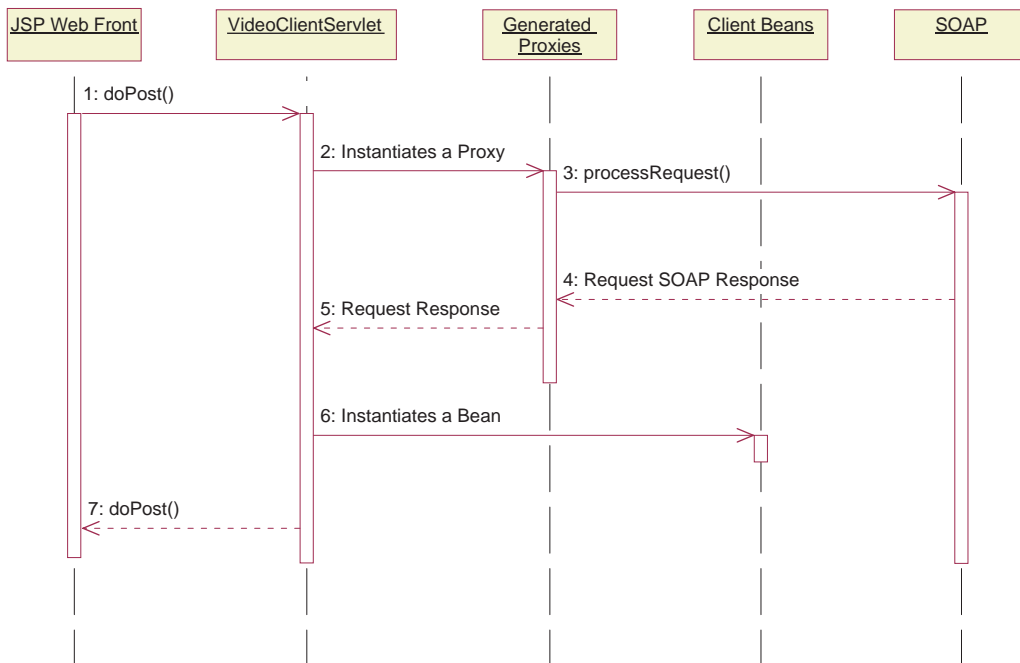 JSP Web Front
VideoClientServlet
Generated
Proxies
Client Beans
SOAP
1: doPost()
2: Instantiates a Proxy
3: processRequest()
4: Request SOAP Response
5: Request Response
6: Instantiates a Bean
7: doPost()